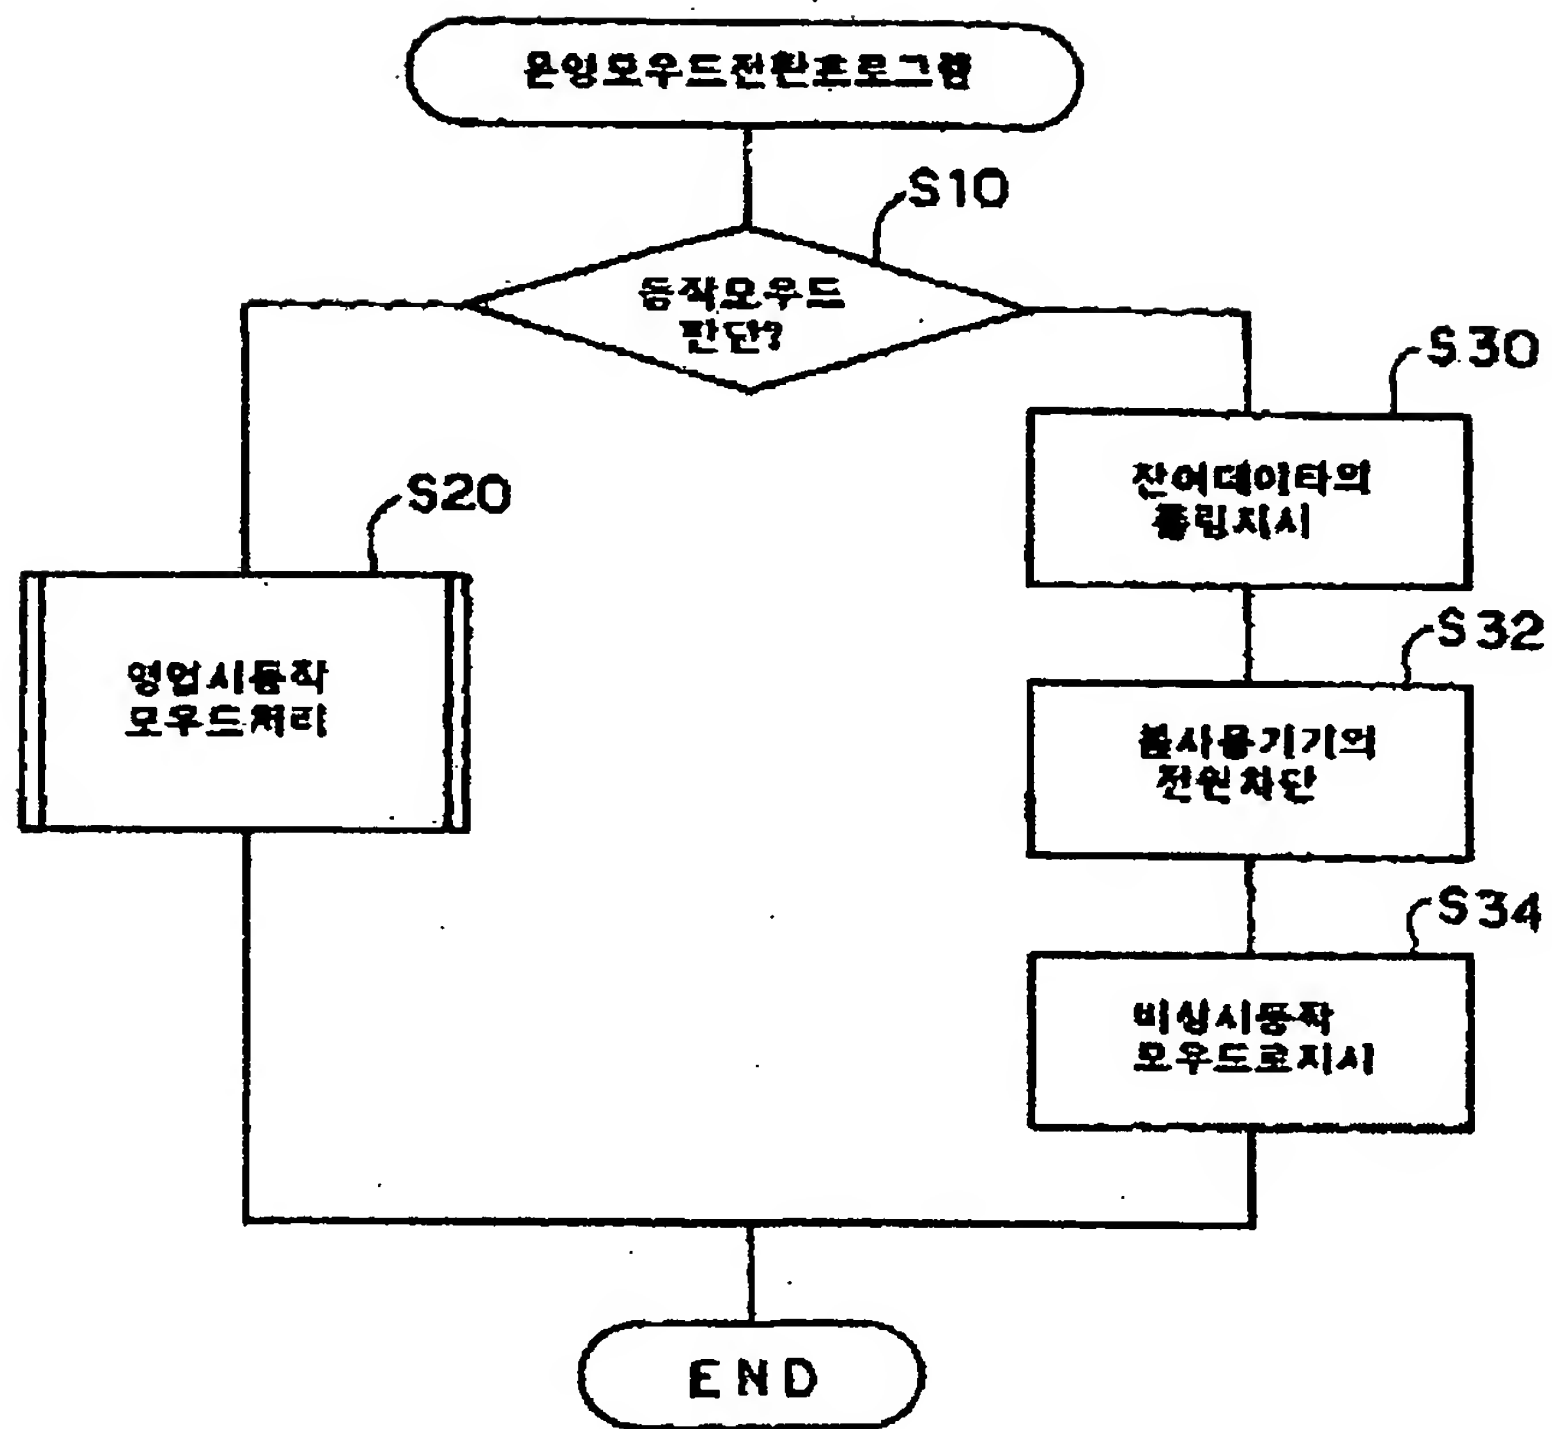 운영모우드전환프로그램
S10
동작모우드
판단?
S30
잔여데이타의
출력지시
S20
영업시동작
모우드처리
S32
불사용기기의
전원차단
S34
비상시동작
모우드로지시
END